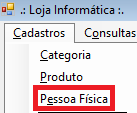 .: Loja Informática :.
Cadastros Consultas
Categoria
Produto
Pessoa Física